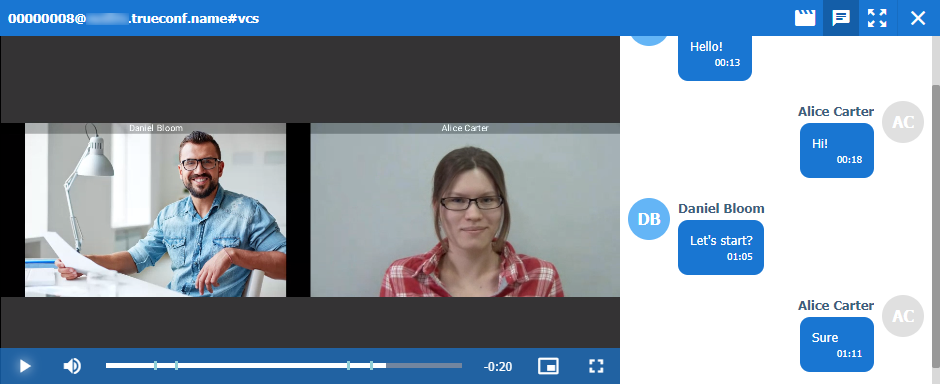 00000008@ .trueconf.name#vcs
Daniel Bloom
Alice Carter
-0:20
Hello!
00:13
Alice Carter
AC
Hi!
00:18
Daniel Bloom
DB
Let's start?
01:05
Alice Carter
AC
Sure
01:11